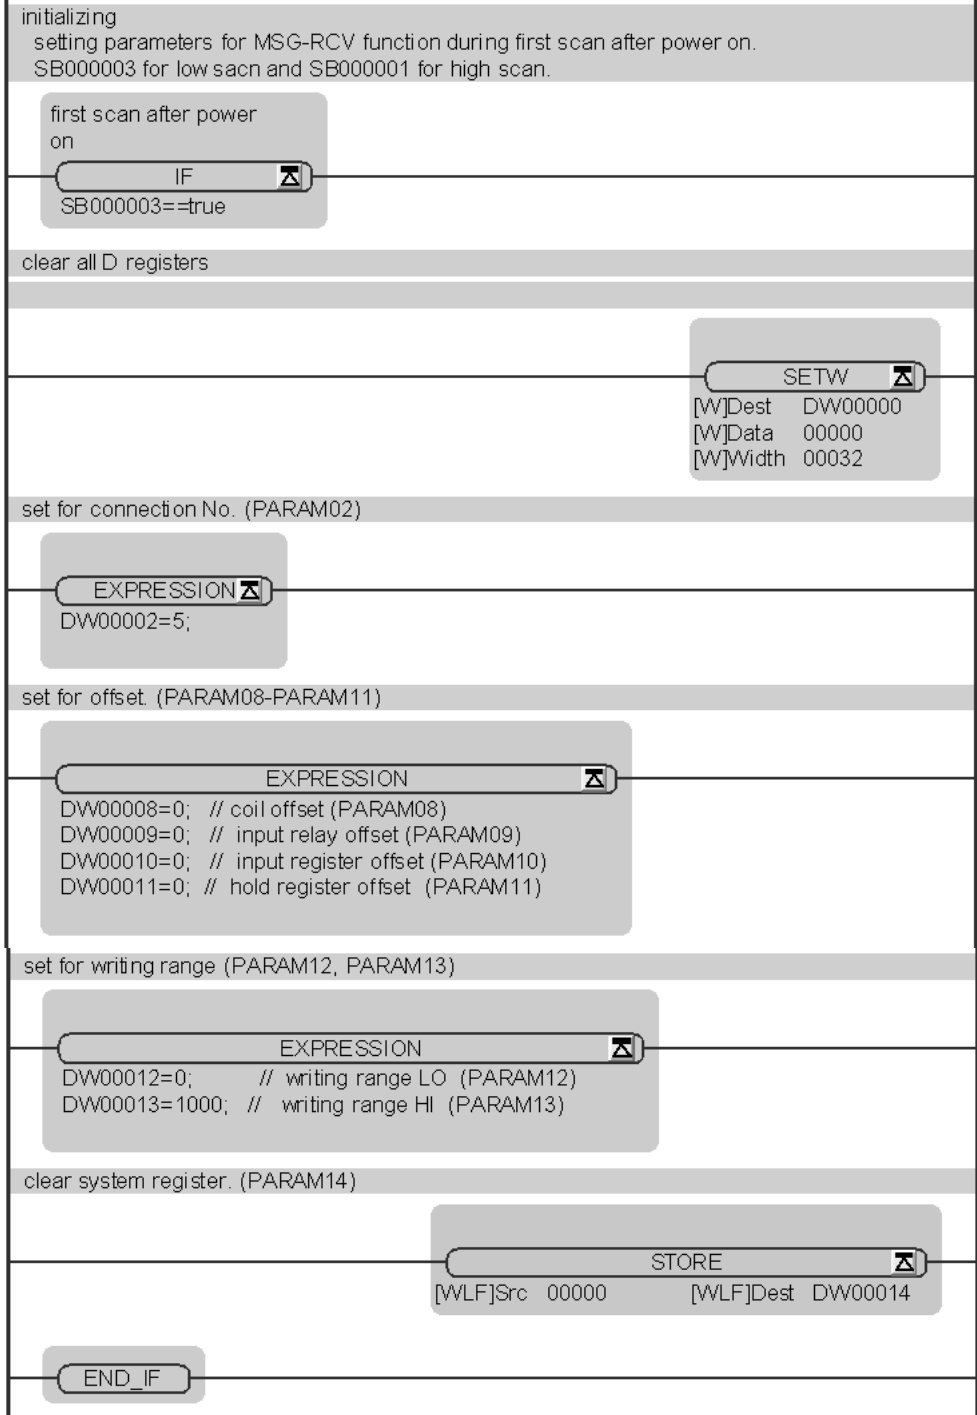 initializing
setting parameters for MSG-RCV function during first scan after power on.
SB000003 for low sacn and SB000001 for high scan.
first scan after power
on
IF
SB000003==true
clear all D registers
SETW
[W]Dest DW00000
[W]Data 00000
[W]Width 00032
set for connection No. (PARAM02)
EXPRESSION
DW00002=5;
set for offset. (PARAM08-PARAM11)
EXPRESSION
DW00008=0; // coil offset (PARAM08)
DW00009=0; // input relay offset (PARAM09)
DW00010=0; // input register offset (PARAM10)
DW00011=0; // hold register offset (PARAM11)
set for writing range (PARAM12, PARAM13)
EXPRESSION
DW00012=0; // writing range LO (PARAM12)
DW00013=1000; // writing range HI (PARAM13)
clear system register. (PARAM14)
STORE
[WLF]Src 00000 [WLF]Dest DW00014
END_IF